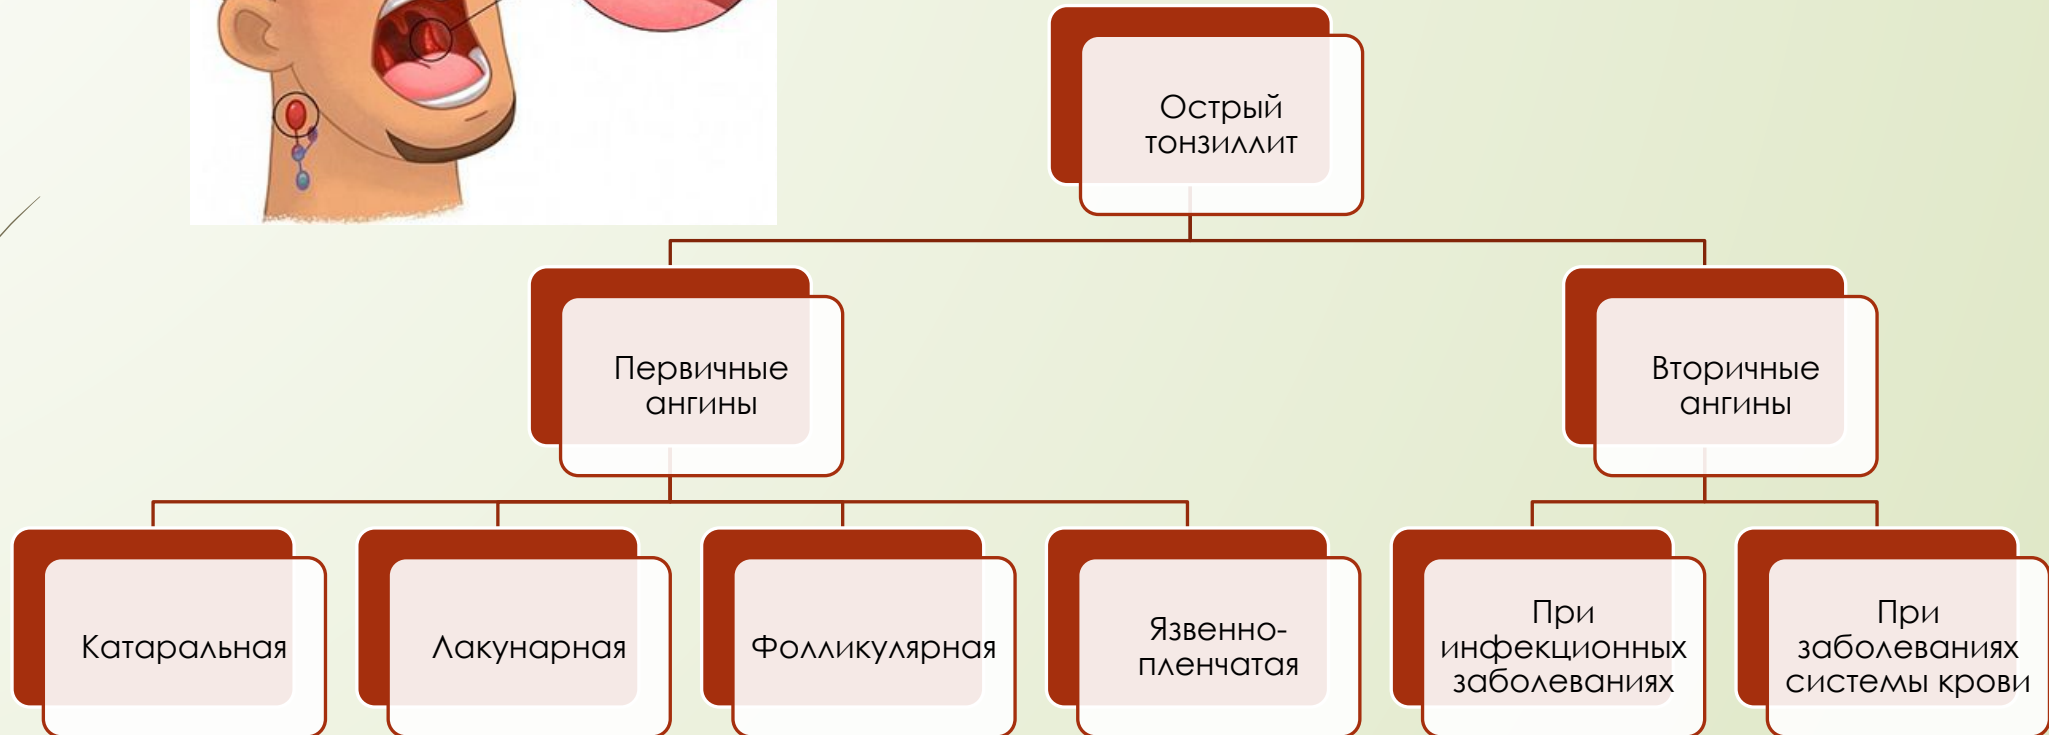 Острый
тонзиллит
Первичные
ангины
Вторичные
ангины
Катаральная
Лакунарная
Фолликулярная
Язвенно-
пленчатая
При
инфекционных
заболеваниях
При
заболеваниях
системы крови